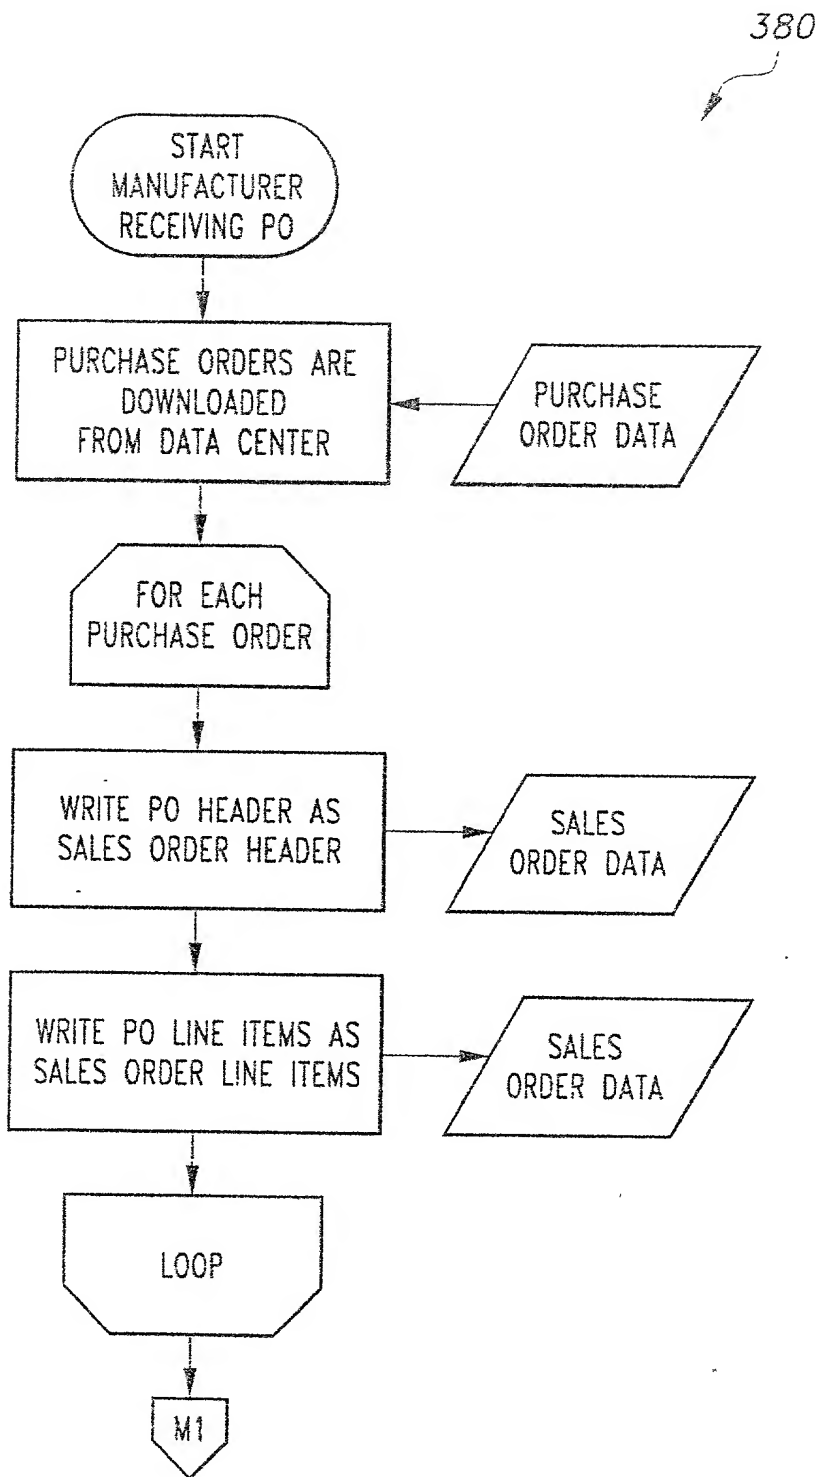 380
START
MANUFACTURER
RECEIVING PO
PURCHASE ORDERS ARE
DOWNLOADED
FROM DATA CENTER
PURCHASE
ORDER DATA
FOR EACH
PURCHASE ORDER
WRITE PO HEADER AS
SALES ORDER HEADER
SALES
ORDER DATA
WRITE PO LINE ITEMS AS
SALES ORDER LINE ITEMS
SALES
ORDER DATA
LOOP
M1